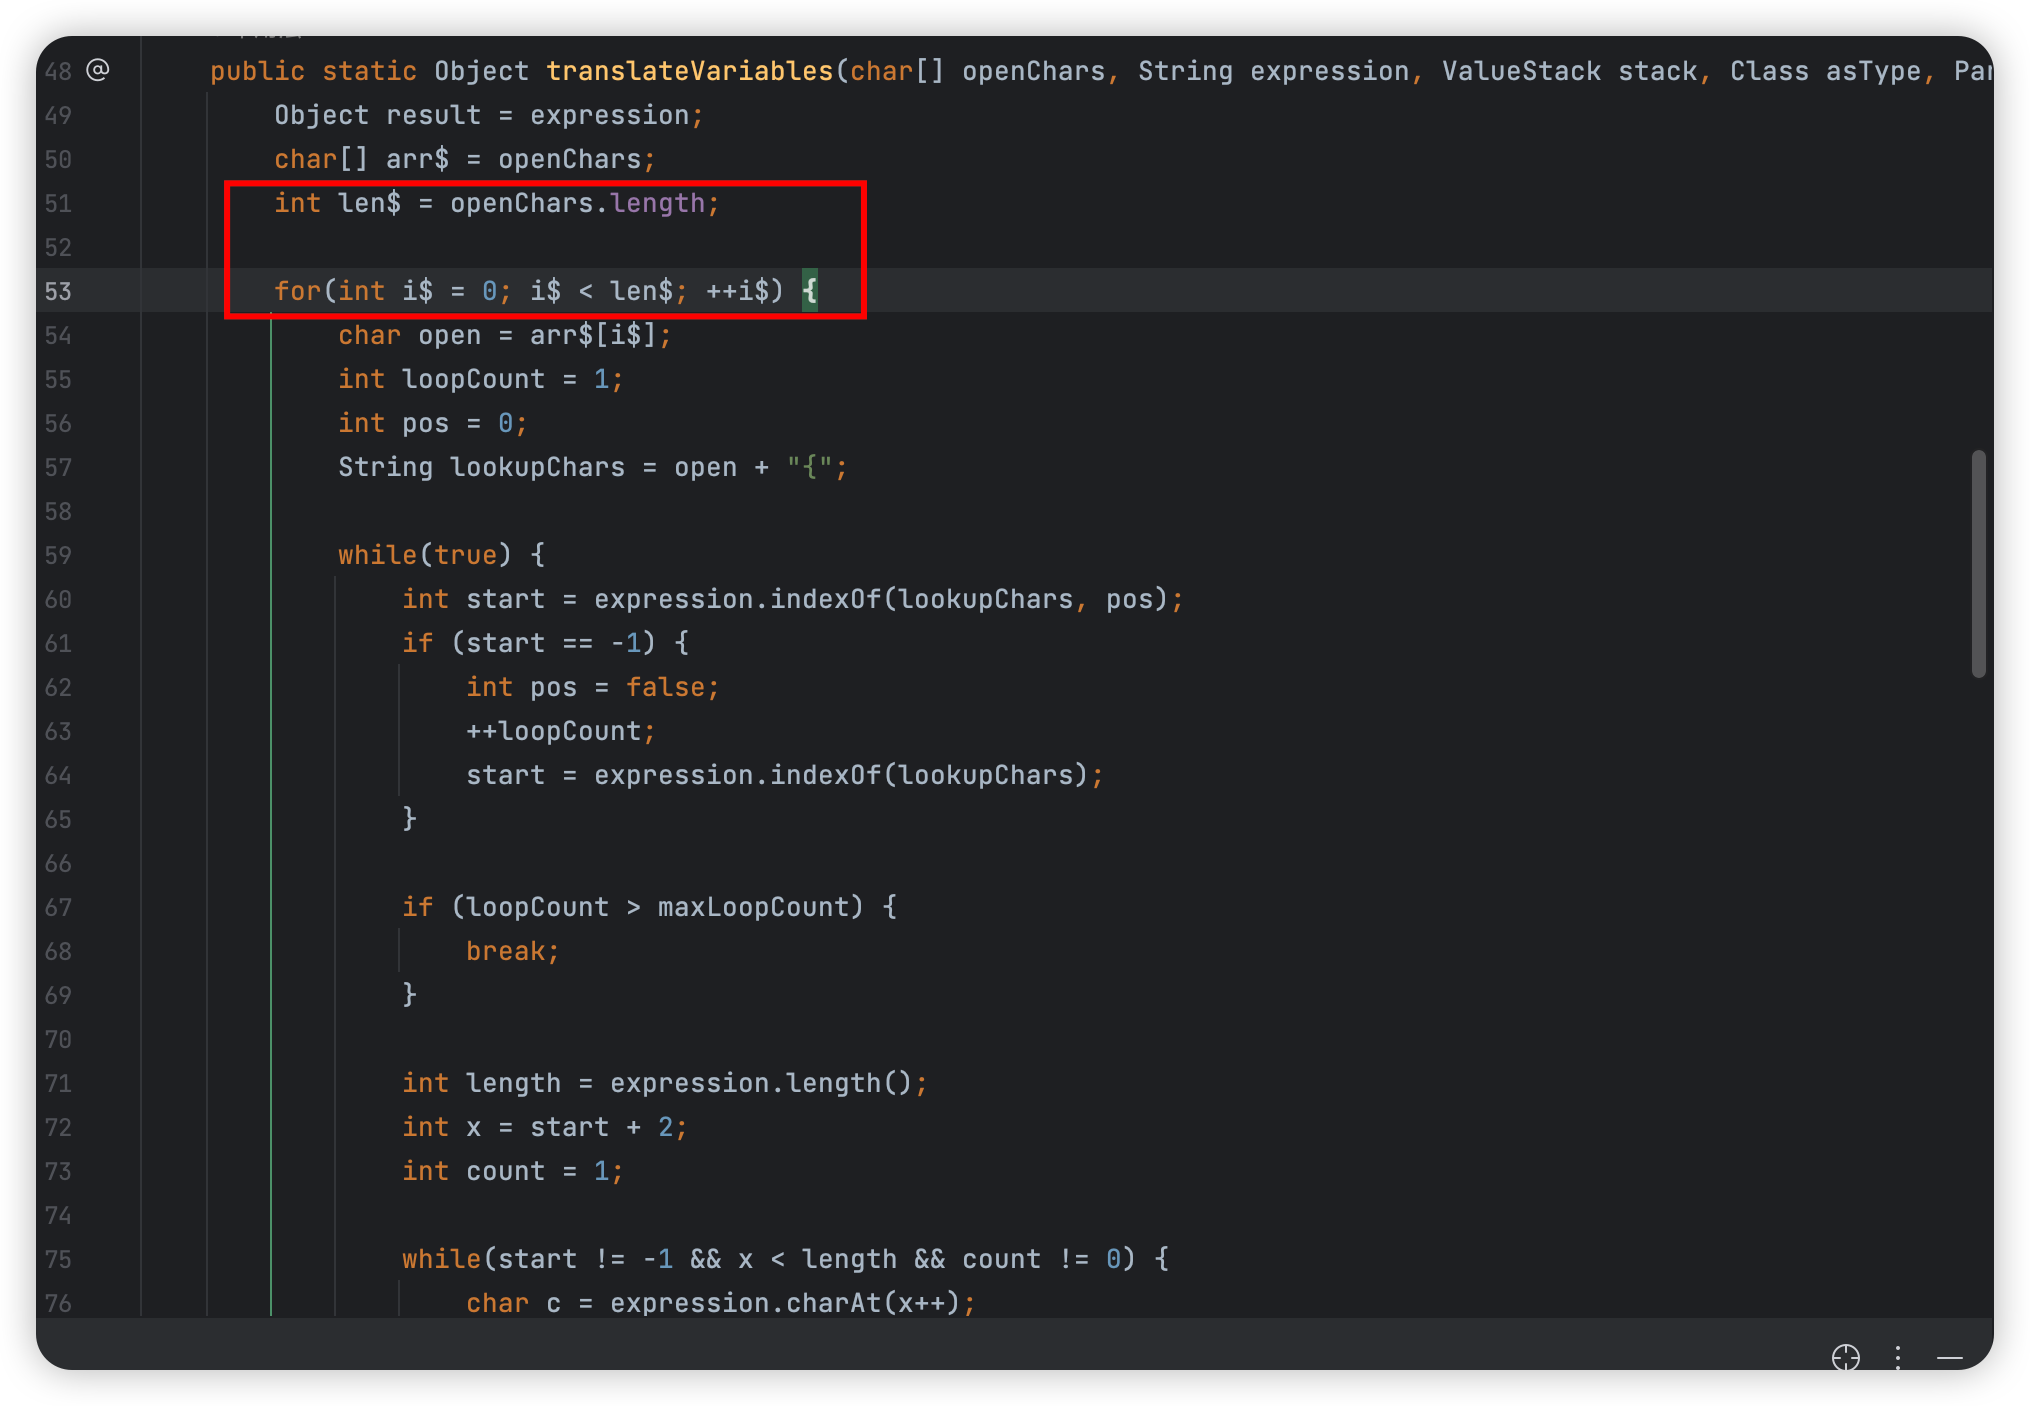 48 @ public static Object translateVariables(char[] openChars, String expression, ValueStack stack, Class asType, Par
49 Object result = expression;
50 char[] arr$ = openChars;
51 int len$ = openChars.length;
52
53 for(int i$ = 0; i$ < len$; ++i$) {
54 char open = arr$[i$];
55 int loopCount = 1;
56 int pos = 0;
57 String lookupChars = open + "{";
58
59 while(true) {
60 int start = expression.indexOf(lookupChars, pos);
61 if (start == -1) {
62 int pos = false;
63 ++loopCount;
64 start = expression.indexOf(lookupChars);
65 }
66
67 if (loopCount > maxLoopCount) {
68 break;
69 }
70
71 int length = expression.length();
72 int x = start + 2;
73 int count = 1;
74
75 while(start != -1 && x < length && count != 0) {
76 char c = expression.charAt(x++);